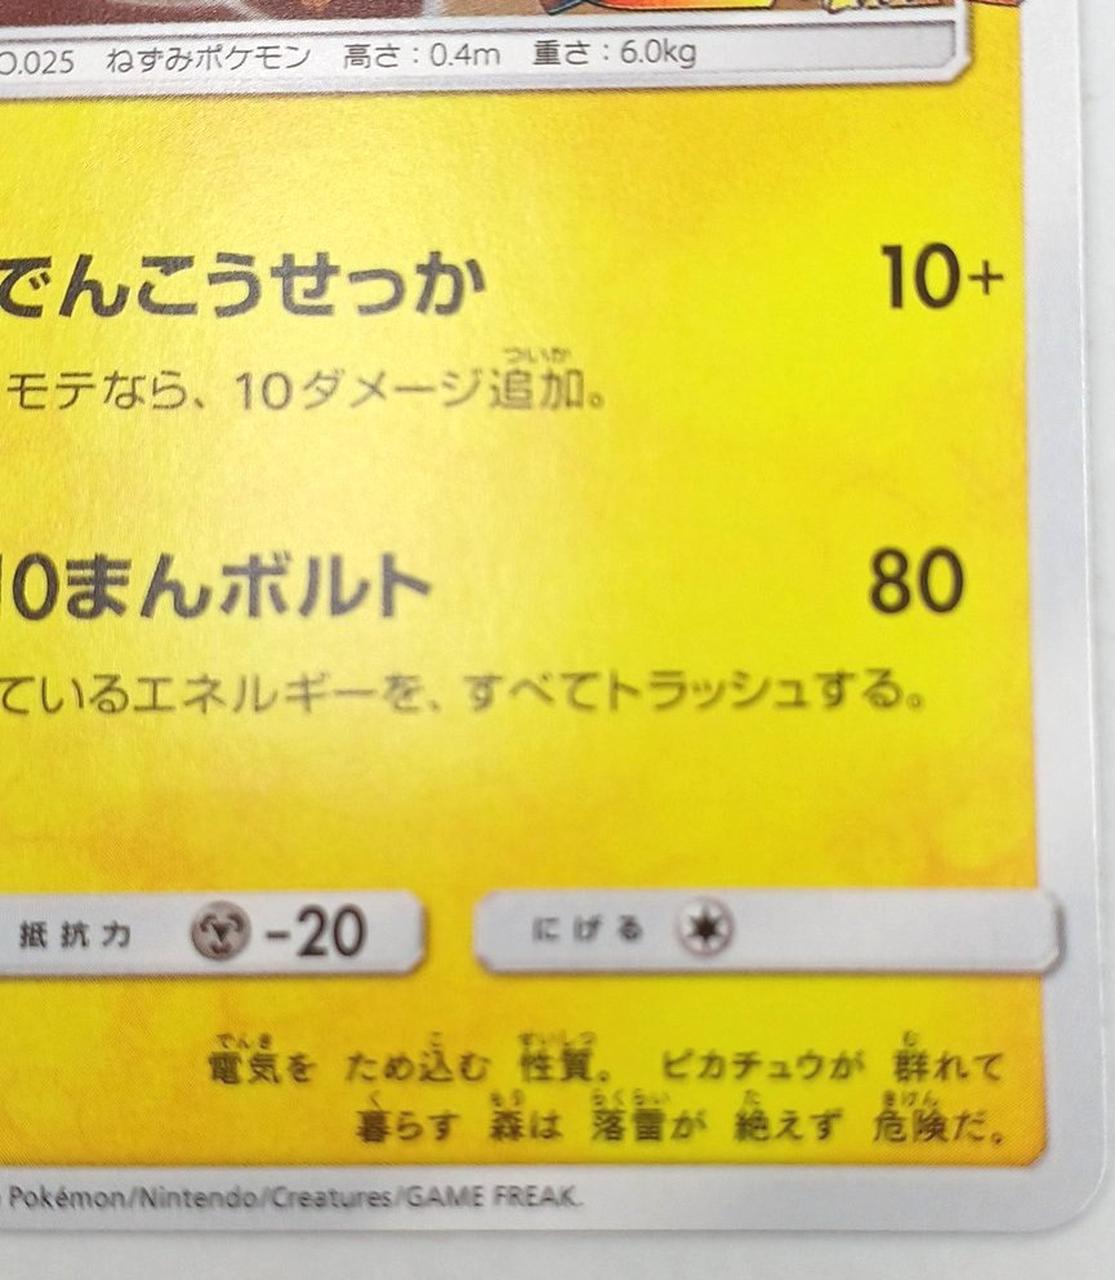 O.025 ねずみポケモン 高さ：0.4m 重さ：6.0kg
でんこうせっか 10+
モテなら、10ダメージ追加。
10まんボルト 80
ているエネルギーを、すべてトラッシュする。
抵抗力 -20 にげる
電気を ため込む 性質。 ピカチュウが 群れて
暮らす 森は 落雷が 絶えず 危険だ。
Pokémon/Nintendo/Creatures/GAME FREAK.